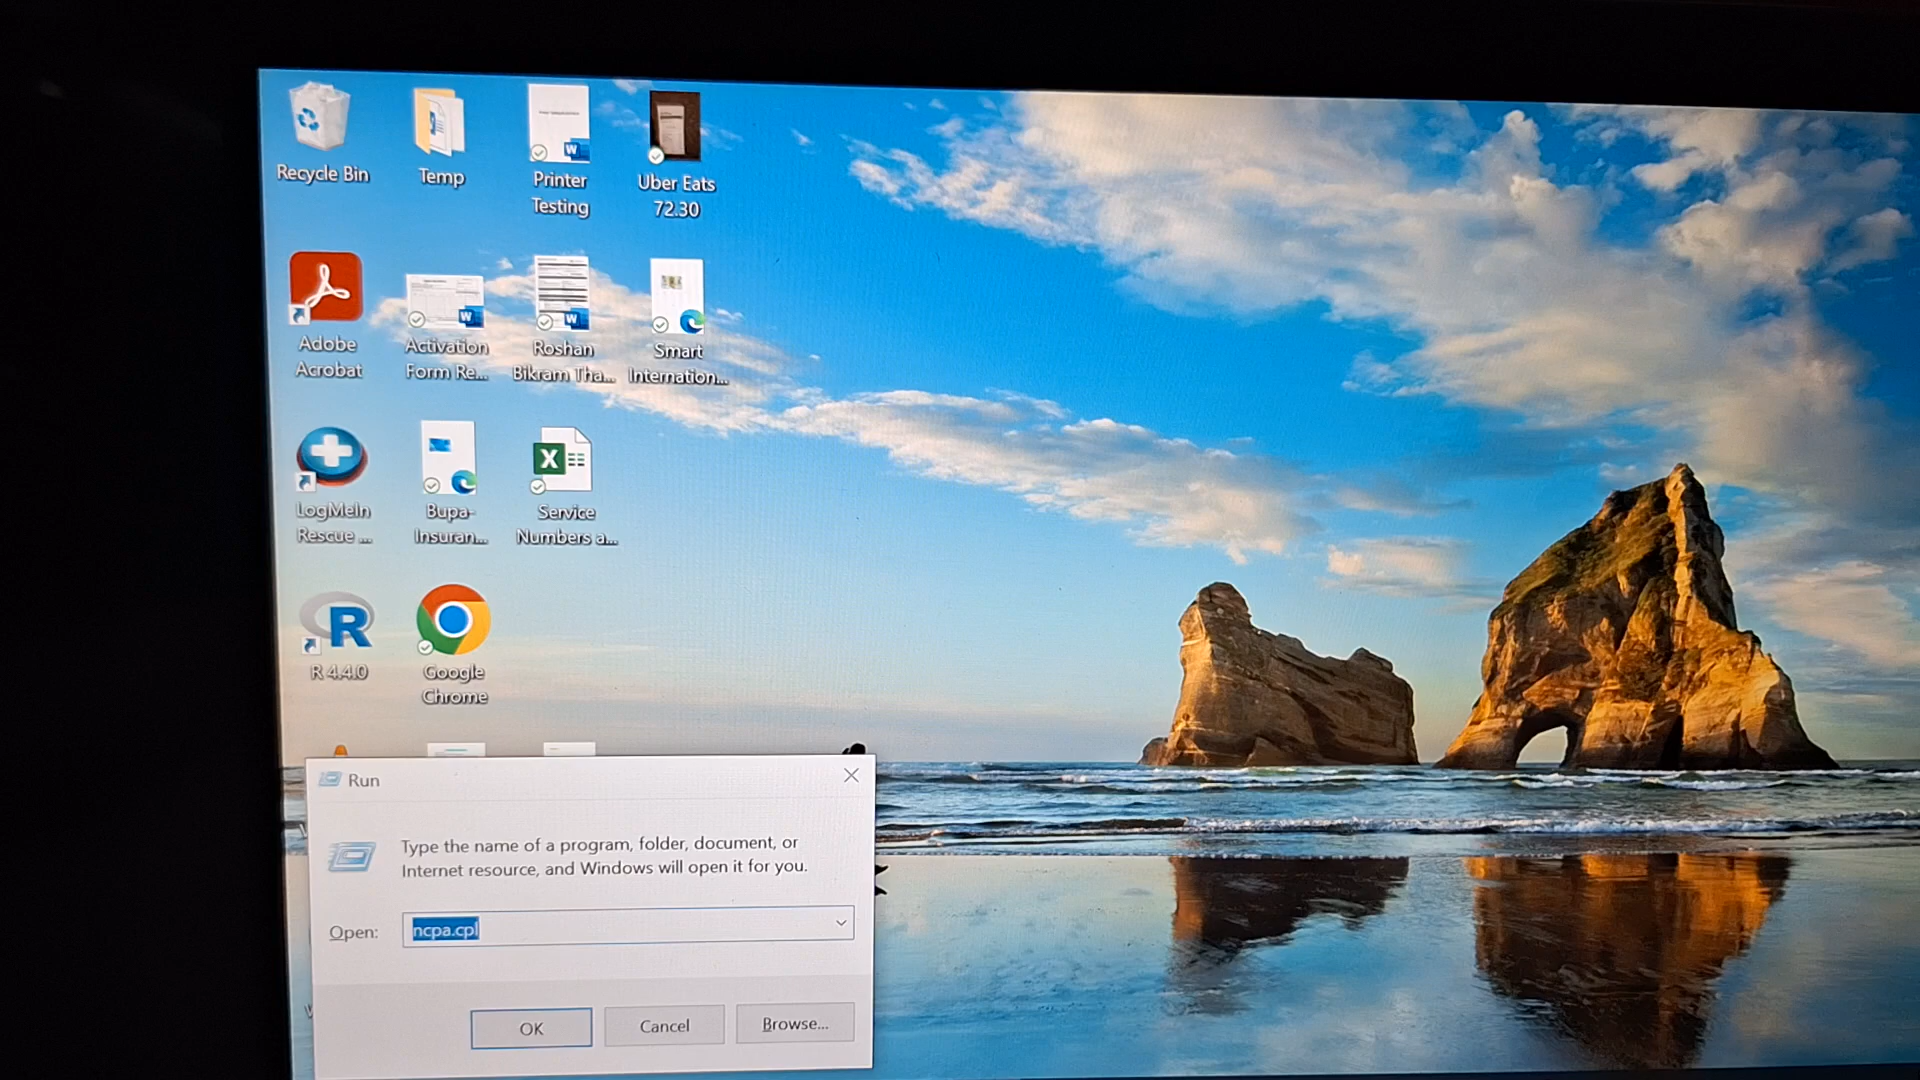 Recycle Bin
Temp
Printer
Testing
Uber Eats
72.30
Adobe
Acrobat
Activation
Form Re...
Roshan
Bikram Tha...
Smart
Internation...
LogMeIn
Rescue ...
Bupa-
Insuran...
Service
Numbers a...
R 4.4.0
Google
Chrome
Run
Type the name of a program, folder, document, or
Internet resource, and Windows will open it for you.
Open:
ncpa.cpl
OK
Cancel
Browse...